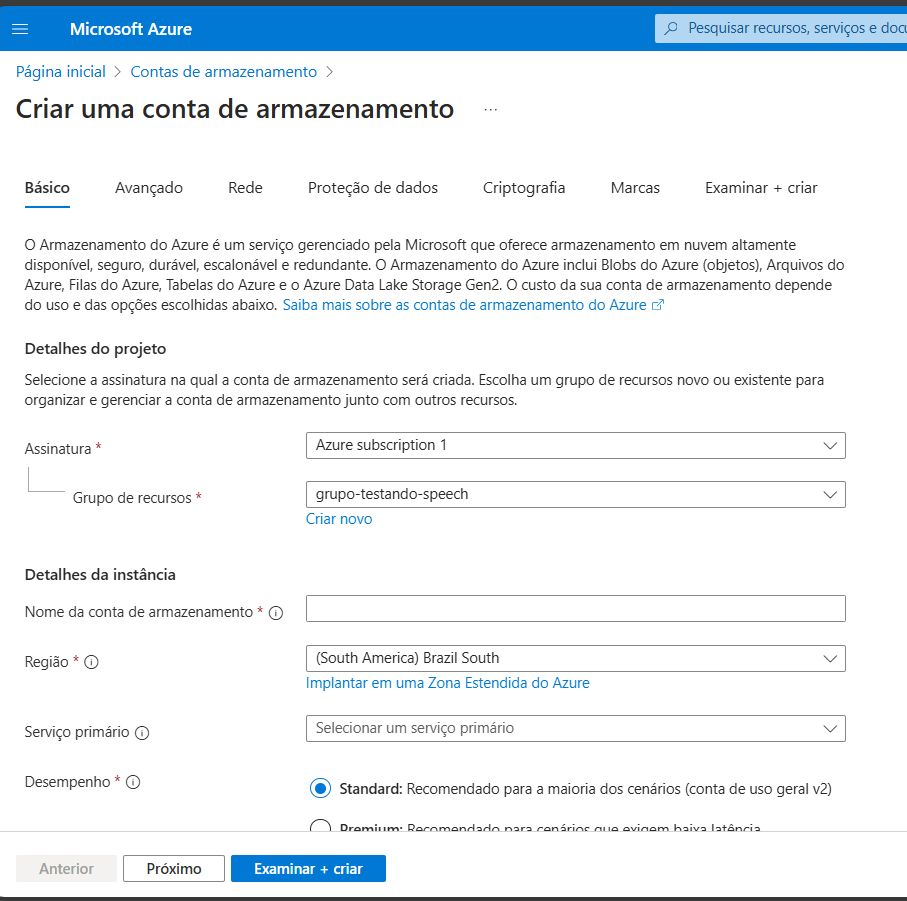 Microsoft Azure
Pesquisar recursos, serviços e docu
Página inicial > Contas de armazenamento >
Criar uma conta de armazenamento ...
Básico Avançado Rede Proteção de dados Criptografia Marcas Examinar + criar
O Armazenamento do Azure é um serviço gerenciado pela Microsoft que oferece armazenamento em nuvem altamente
disponível, seguro, durável, escalonável e redundante. O Armazenamento do Azure inclui Blobs do Azure (objetos), Arquivos do
Azure, Filas do Azure, Tabelas do Azure e o Azure Data Lake Storage Gen2. O custo da sua conta de armazenamento depende
do uso e das opções escolhidas abaixo. Saiba mais sobre as contas de armazenamento do Azure
Detalhes do projeto
Selecione a assinatura na qual a conta de armazenamento será criada. Escolha um grupo de recursos novo ou existente para
organizar e gerenciar a conta de armazenamento junto com outros recursos.
Assinatura * Azure subscription 1
Grupo de recursos * grupo-testando-speech
Criar novo
Detalhes da instância
Nome da conta de armazenamento *
Região * (South America) Brazil South
Implantar em uma Zona Estendida do Azure
Serviço primário Selecionar um serviço primário
Desempenho * Standard: Recomendado para a maioria dos cenários (conta de uso geral v2)
Premium: Recomendado para cenários que exigem baixa latência
Anterior Próximo Examinar + criar